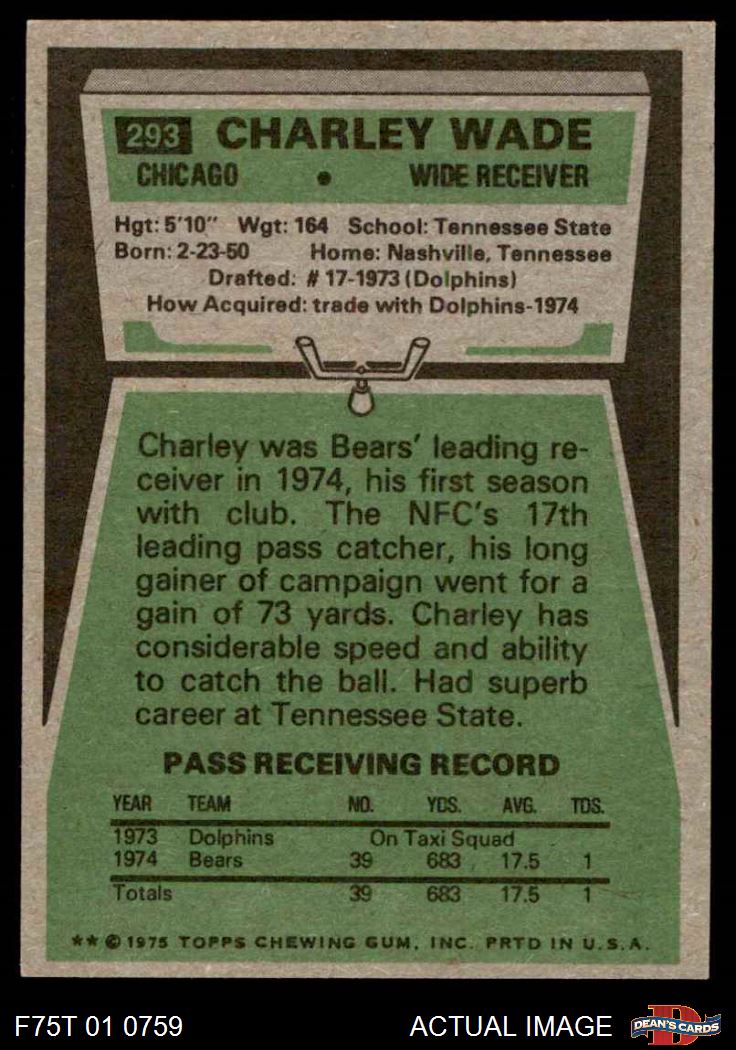 293 CHARLEY WADE
CHICAGO • WIDE RECEIVER
Hgt: 5'10" Wgt: 164 School: Tennessee State
Born: 2-23-50 Home: Nashville, Tennessee
Drafted: # 17-1973 (Dolphins)
How Acquired: trade with Dolphins-1974
Charley was Bears' leading re-
ceiver in 1974, his first season
with club. The NFC's 17th
leading pass catcher, his long
gainer of campaign went for a
gain of 73 yards. Charley has
considerable speed and ability
to catch the ball. Had superb
career at Tennessee State.
PASS RECEIVING RECORD
YEAR TEAM NO. YDS. AVG. TDS.
1973 Dolphins On Taxi Squad
1974 Bears 39 683 17.5 1
Totals 39 683 17.5 1
** © 1975 TOPPS CHEWING GUM, INC. PRTD IN U.S.A.
F75T 01 0759 ACTUAL IMAGE DEAN'S CARDS